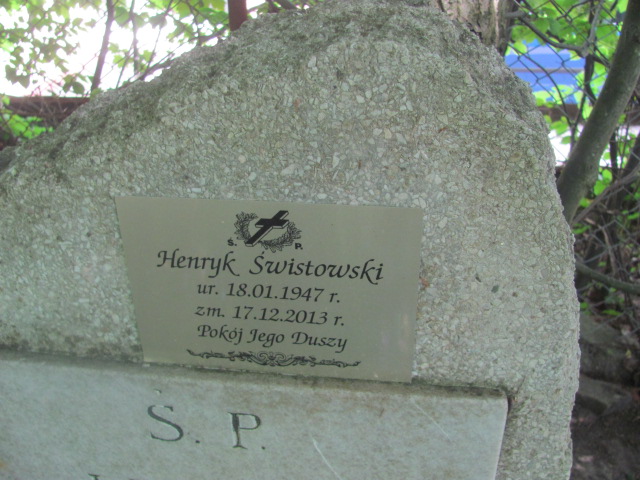 Ś. P.
Henryk Świstowski
ur. 18.01.1947 r.
zm. 17.12.2013 r.
Pokój Jego Duszy
Ś. P.